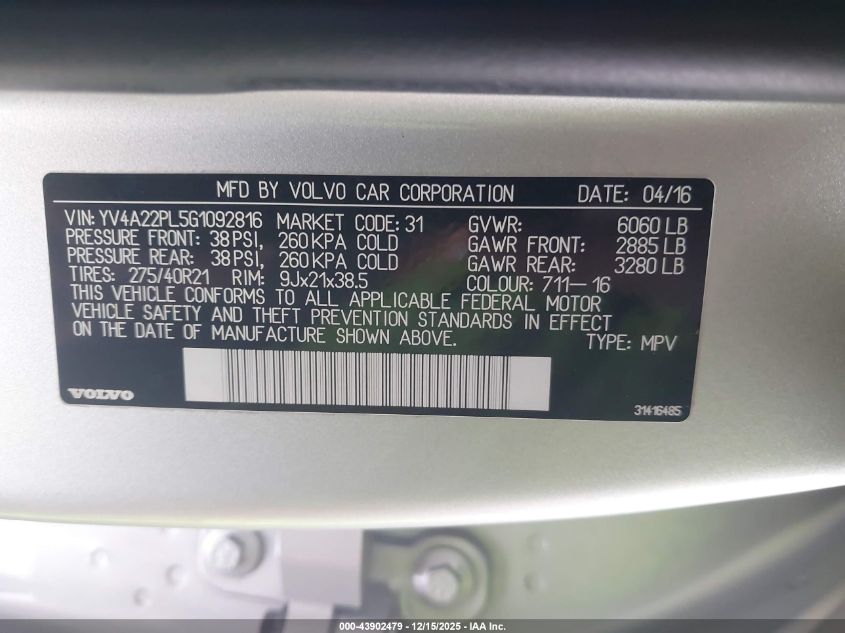 MFD BY VOLVO CAR CORPORATION DATE: 04/16
VIN: YV4A22PL5G1092816 MARKET CODE: 31 GVWR: 6060 LB
PRESSURE FRONT: 38 PSI, 260 KPA COLD GAWR FRONT: 2885 LB
PRESSURE REAR: 38 PSI, 260 KPA COLD GAWR REAR: 3280 LB
TIRES: 275/40R21 RIM: 9Jx21x38.5 COLOUR: 711-16
THIS VEHICLE CONFORMS TO ALL APPLICABLE FEDERAL MOTOR
VEHICLE SAFETY AND THEFT PREVENTION STANDARDS IN EFFECT
ON THE DATE OF MANUFACTURE SHOWN ABOVE. TYPE: MPV
VOLVO 31416485
000-43902479 - 12/15/2025 - IAA Inc.